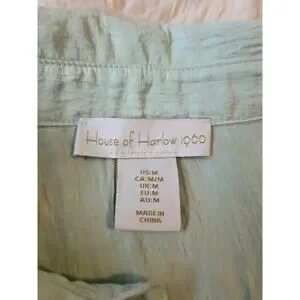 House of Harlow 1960
US:M
CA:M/M
UK:M
EU:M
AU:M
MADE IN
CHINA